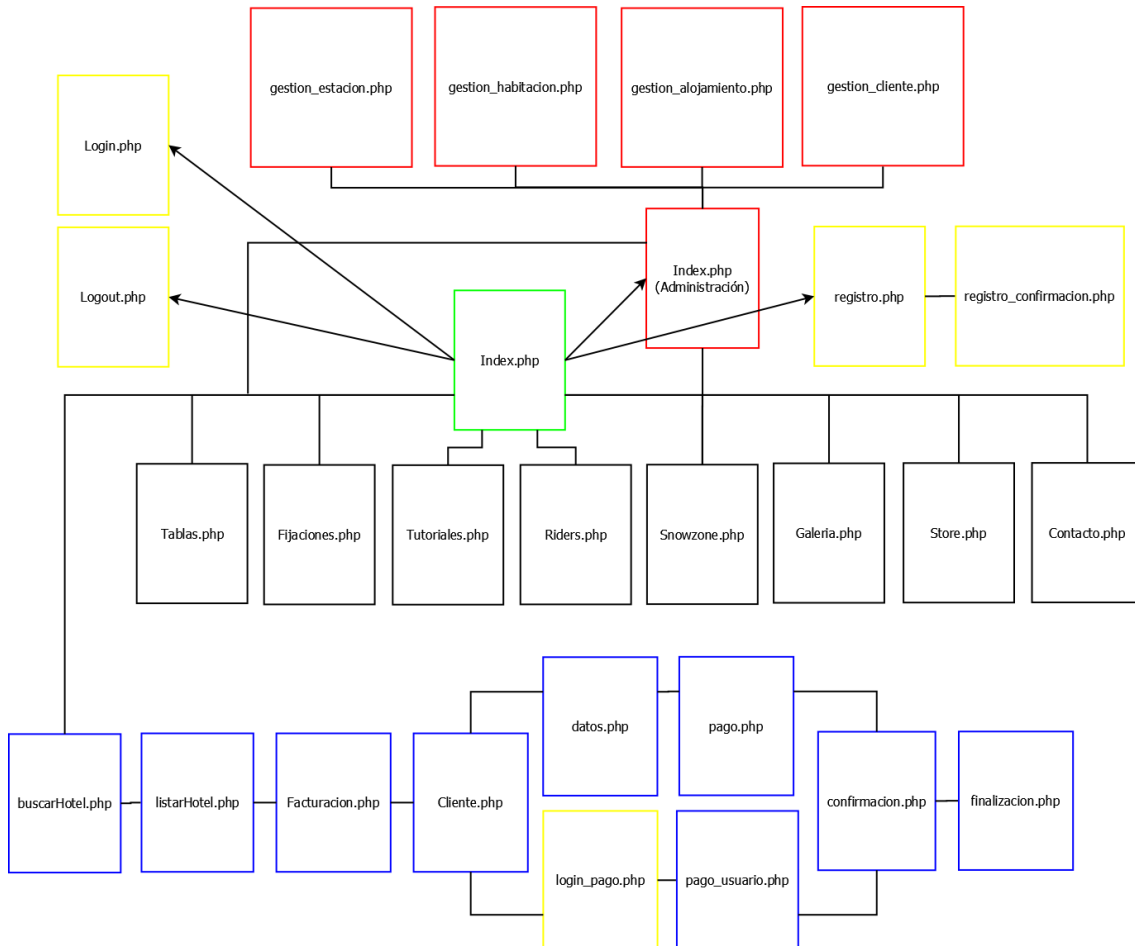 gestion_estacion.php
gestion_habitacion.php
gestion_alojamiento.php
gestion_cliente.php
Login.php
Logout.php
Index.php
(Administración)
registro.php
registro_confirmacion.php
Index.php
Tablas.php
Fijaciones.php
Tutoriales.php
Riders.php
Snowzone.php
Galeria.php
Store.php
Contacto.php
datos.php
pago.php
buscarHotel.php
listarHotel.php
Facturacion.php
Cliente.php
confirmacion.php
finalizacion.php
login_pago.php
pago_usuario.php